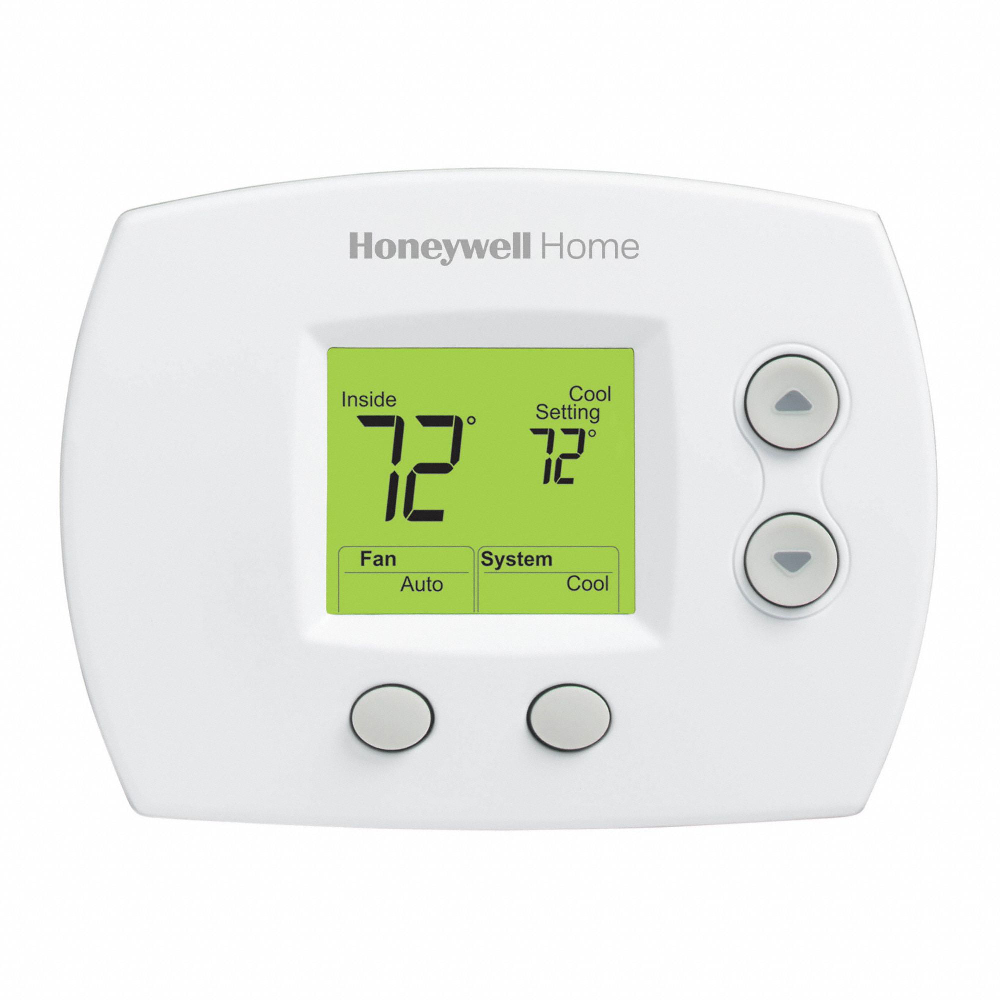 Honeywell Home
Inside
Cool
Setting
72°
72°
Fan
System
Auto
Cool